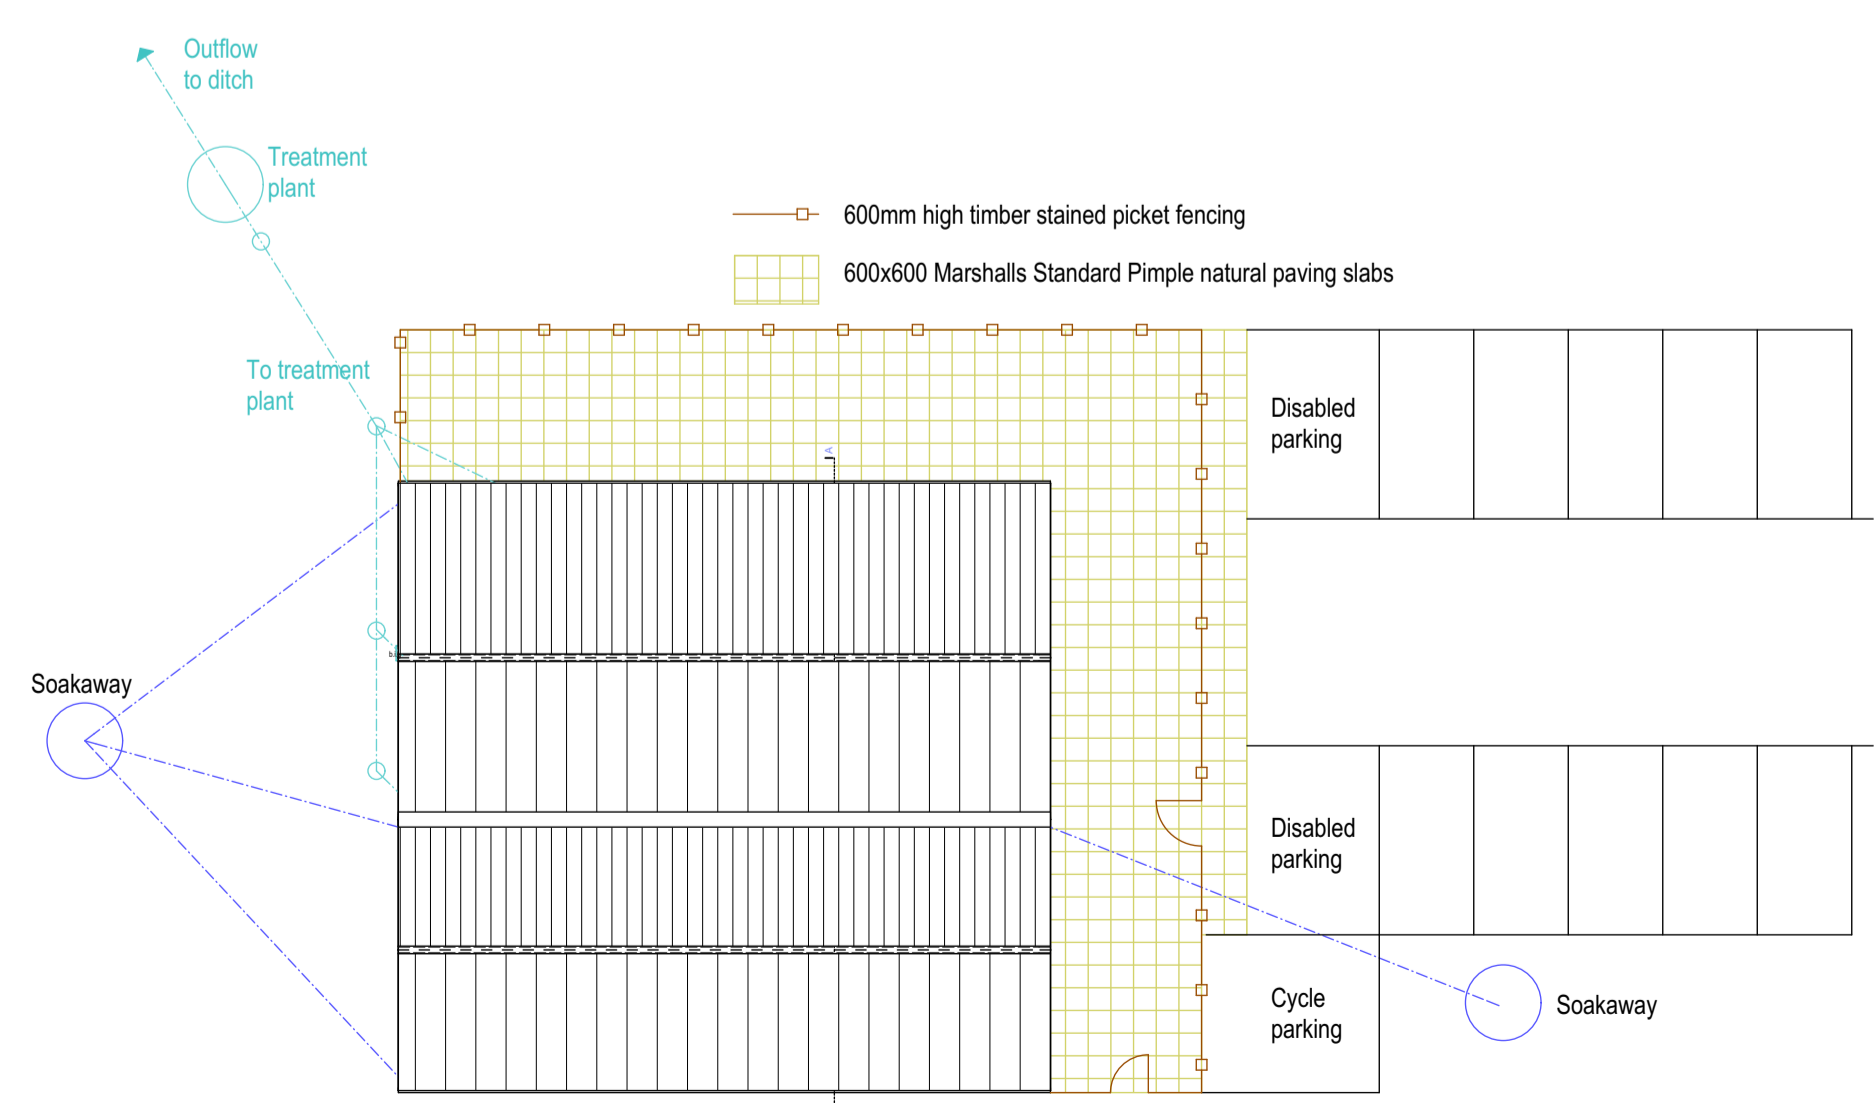 Outflow
to ditch
Treatment
plant
600mm high timber stained picket fencing
600x600 Marshalls Standard Pimple natural paving slabs
To treatment
plant
Disabled
parking
A
Soakaway
Disabled
parking
Cycle
parking
Soakaway